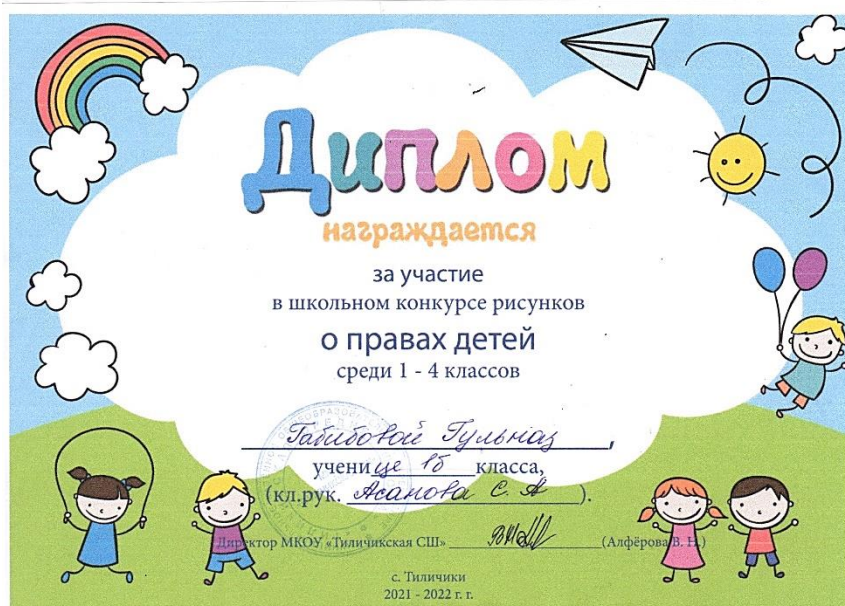 Диплом
награждается
за участие
в школьном конкурсе рисунков
о правах детей
среди 1 - 4 классов
Габибовой Гульназ,
ученице 1б класса,
(кл.рук. Асанова С. А).
Директор МКОУ «Тиличикская СШ» (Алфёрова В. Н.)
с. Тиличики
2021 - 2022 г. г.